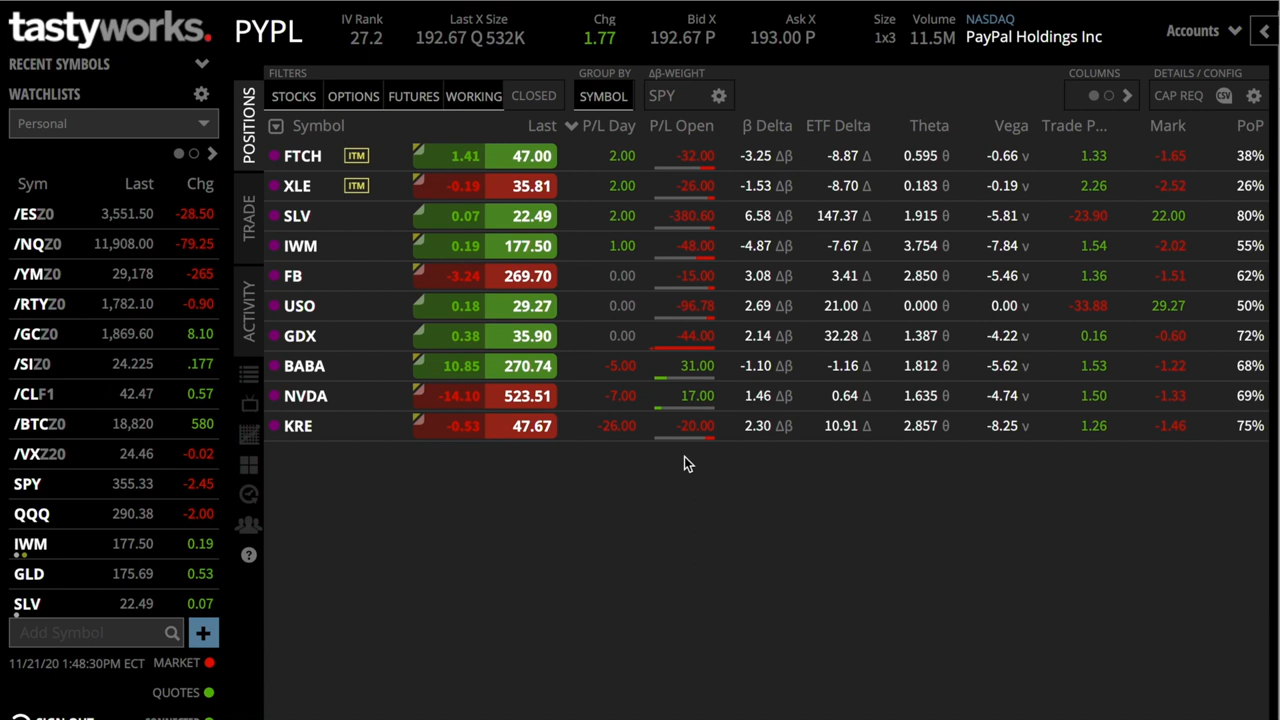 tastyworks.
PYPL
IV Rank
27.2
Last X Size
192.67 Q 532K
Chg
1.77
Bid X
192.67 P
Ask X
193.00 P
Size
1x3
Volume
11.5M
NASDAQ
PayPal Holdings Inc
Accounts
RECENT SYMBOLS
WATCHLISTS
Personal
Sym Last Chg
/ESZ0 3,551.50 -28.50
/NQZ0 11,908.00 -79.25
/YMZ0 29,178 -265
/RTYZ0 1,782.10 -0.90
/GCZ0 1,869.60 8.10
/SIZ0 24.225 .177
/CLF1 42.47 0.57
/BTCZ0 18,820 580
/VXZ20 24.46 -0.02
SPY 355.33 -2.45
QQQ 290.38 -2.00
IWM 177.50 0.19
GLD 175.69 0.53
SLV 22.49 0.07
Add Symbol
+
11/21/20 1:48:30PM ECT MARKET
QUOTES
SIGN OUT CONNECTED
POSITIONS
TRADE
ACTIVITY
?
FILTERS GROUP BY Δβ-WEIGHT COLUMNS DETAILS / CONFIG
STOCKS OPTIONS FUTURES WORKING CLOSED SYMBOL SPY CAP REQ CSV
Symbol Last P/L Day P/L Open β Delta ETF Delta Theta Vega Trade P... Mark PoP
FTCH ITM 1.41 47.00 2.00 -32.00 -3.25 Δβ -8.87 Δ 0.595 θ -0.66 v 1.33 -1.65 38%
XLE ITM -0.19 35.81 2.00 -26.00 -1.53 Δβ -8.70 Δ 0.183 θ -0.19 v 2.26 -2.52 26%
SLV 0.07 22.49 2.00 -380.60 6.58 Δβ 147.37 Δ 1.915 θ -5.81 v -23.90 22.00 80%
IWM 0.19 177.50 1.00 -48.00 -4.87 Δβ -7.67 Δ 3.754 θ -7.84 v 1.54 -2.02 55%
FB -3.24 269.70 0.00 -15.00 3.08 Δβ 3.41 Δ 2.850 θ -5.46 v 1.36 -1.51 62%
USO 0.18 29.27 0.00 -96.78 2.69 Δβ 21.00 Δ 0.000 θ 0.00 v -33.88 29.27 50%
GDX 0.38 35.90 0.00 -44.00 2.14 Δβ 32.28 Δ 1.387 θ -4.22 v 0.16 -0.60 72%
BABA 10.85 270.74 -5.00 31.00 -1.10 Δβ -1.16 Δ 1.812 θ -5.62 v 1.53 -1.22 68%
NVDA -14.10 523.51 -7.00 17.00 1.46 Δβ 0.64 Δ 1.635 θ -4.74 v 1.50 -1.33 69%
KRE -0.53 47.67 -26.00 -20.00 2.30 Δβ 10.91 Δ 2.857 θ -8.25 v 1.26 -1.46 75%